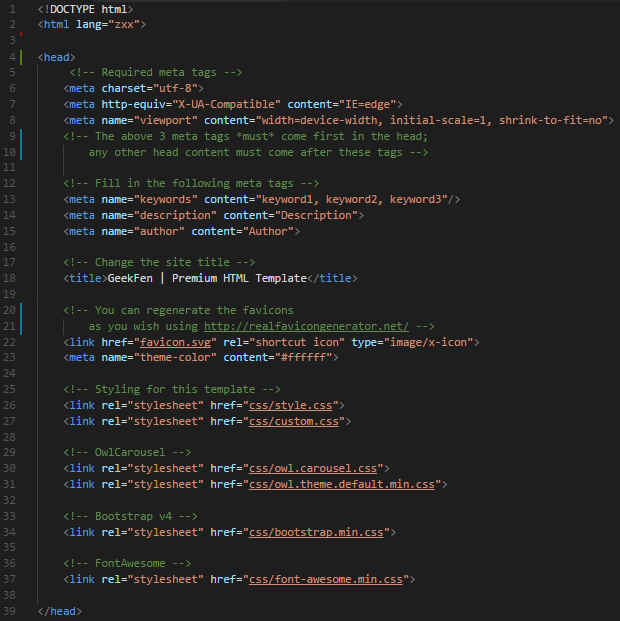 1 <!DOCTYPE html>
2 <html lang="zxx">
3
4 <head>
5 <!-- Required meta tags -->
6 <meta charset="utf-8">
7 <meta http-equiv="X-UA-Compatible" content="IE=edge">
8 <meta name="viewport" content="width=device-width, initial-scale=1, shrink-to-fit=no">
9 <!-- The above 3 meta tags *must* come first in the head;
10 any other head content must come after these tags -->
11
12 <!-- Fill in the following meta tags -->
13 <meta name="keywords" content="keyword1, keyword2, keyword3"/>
14 <meta name="description" content="Description">
15 <meta name="author" content="Author">
16
17 <!-- Change the site title -->
18 <title>GeekFen | Premium HTML Template</title>
19
20 <!-- You can regenerate the favicons
21 as you wish using http://realfavicongenerator.net/ -->
22 <link href="favicon.svg" rel="shortcut icon" type="image/x-icon">
23 <meta name="theme-color" content="#ffffff">
24
25 <!-- Styling for this template -->
26 <link rel="stylesheet" href="css/style.css">
27 <link rel="stylesheet" href="css/custom.css">
28
29 <!-- OwlCarousel -->
30 <link rel="stylesheet" href="css/owl.carousel.css">
31 <link rel="stylesheet" href="css/owl.theme.default.min.css">
32
33 <!-- Bootstrap v4 -->
34 <link rel="stylesheet" href="css/bootstrap.min.css">
35
36 <!-- FontAwesome -->
37 <link rel="stylesheet" href="css/font-awesome.min.css">
38
39 </head>